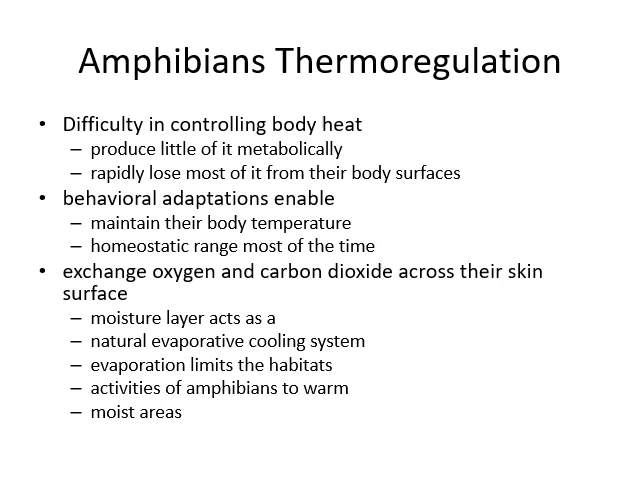 Amphibians Thermoregulation
• Difficulty in controlling body heat
– produce little of it metabolically
– rapidly lose most of it from their body surfaces
• behavioral adaptations enable
– maintain their body temperature
– homeostatic range most of the time
• exchange oxygen and carbon dioxide across their skin
surface
– moisture layer acts as a
– natural evaporative cooling system
– evaporation limits the habitats
– activities of amphibians to warm
– moist areas